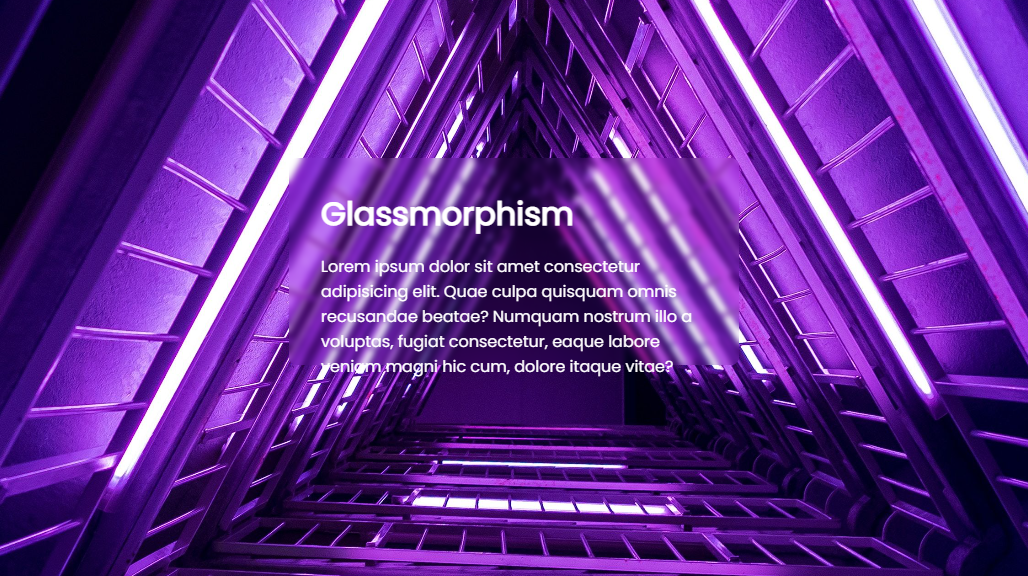 Glassmorphism
Lorem ipsum dolor sit amet consectetur
adipisicing elit. Quae culpa quisquam omnis
recusandae beatae? Numquam nostrum illo a
voluptas, fugiat consectetur, eaque labore
veniam magni hic cum, dolore itaque vitae?